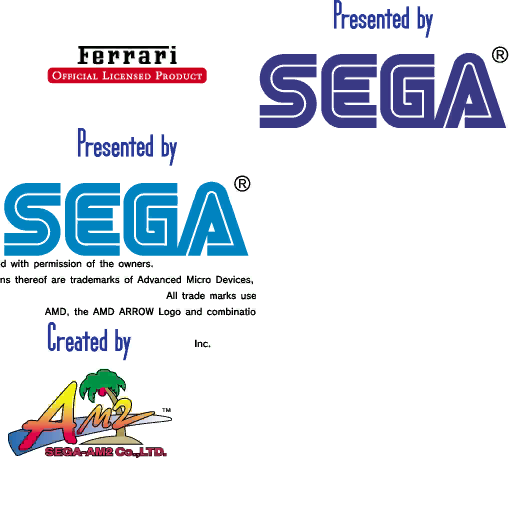 Presented by
Ferrari
OFFICIAL LICENSED PRODUCT
SEGA®
Presented by
SEGA®
d with permission of the owners.
ns thereof are trademarks of Advanced Micro Devices,
All trade marks use
AMD, the AMD ARROW Logo and combinatio
Created by
Inc.
AM2 ™
SEGA-AM2 CO.,LTD.